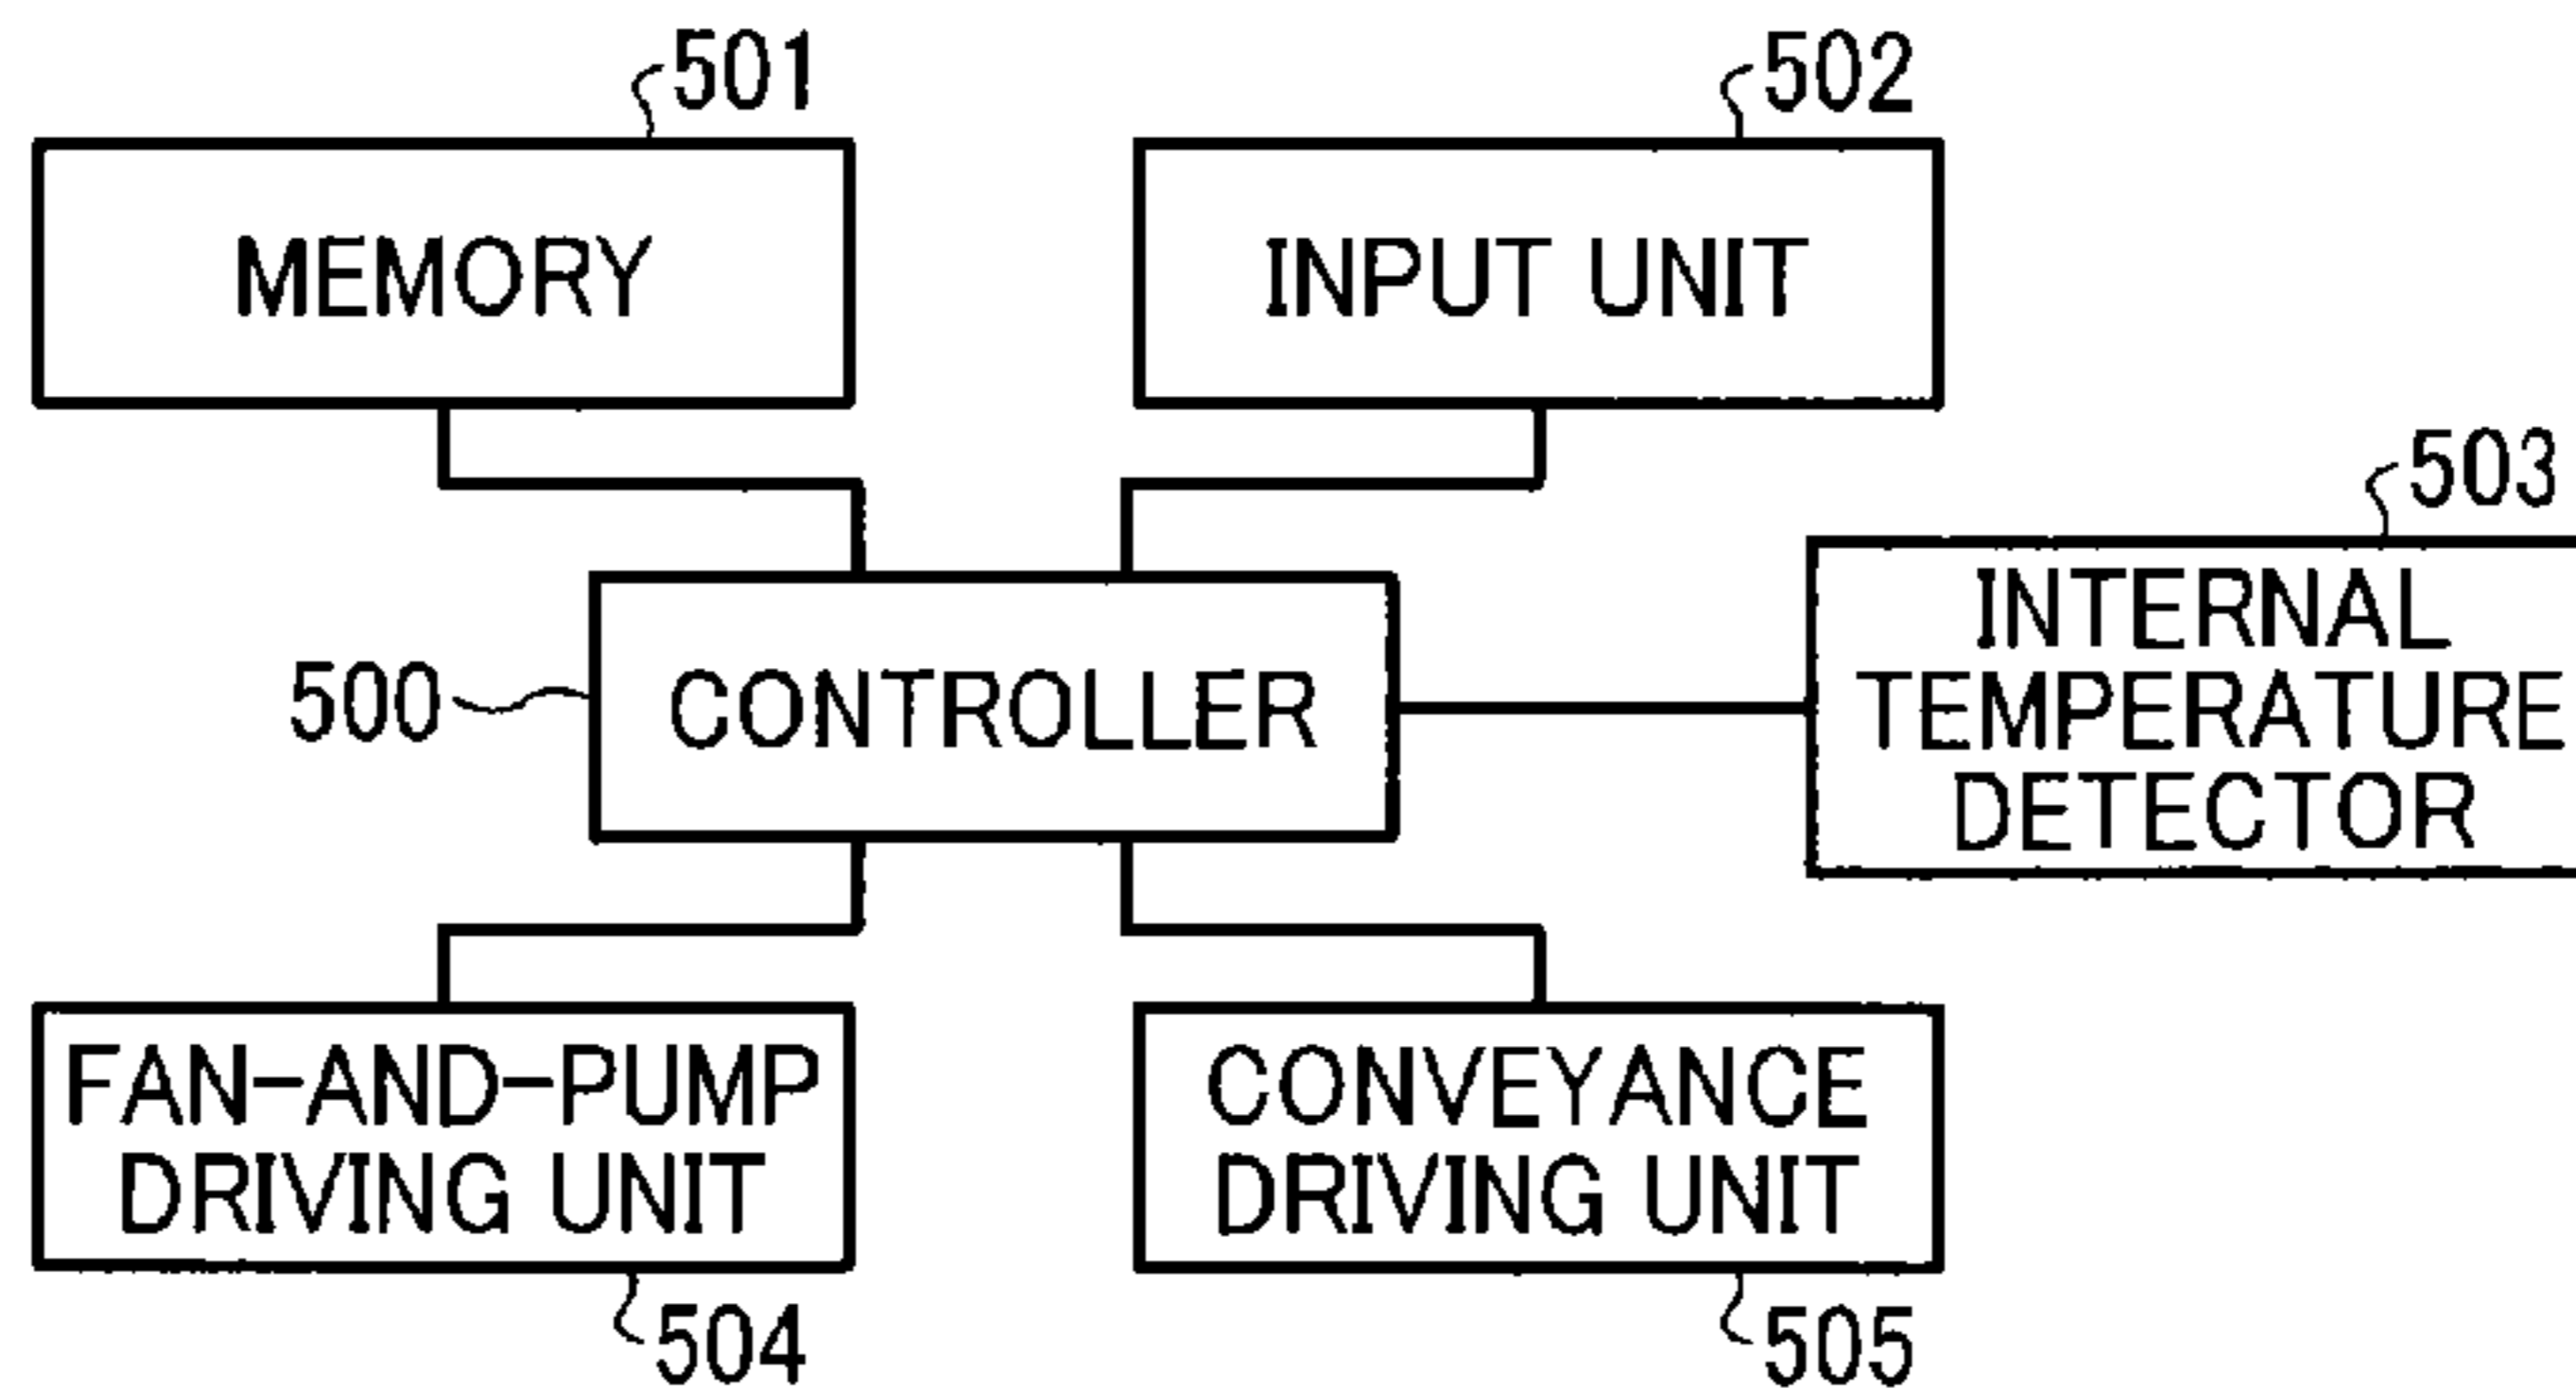 501
502
MEMORY
INPUT UNIT
503
INTERNAL
TEMPERATURE
DETECTOR
500
CONTROLLER
FAN-AND-PUMP
DRIVING UNIT
CONVEYANCE
DRIVING UNIT
504
505